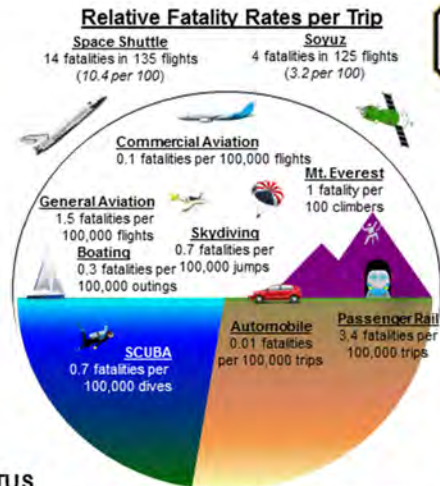 Relative Fatality Rates per Trip
Space Shuttle
14 fatalities in 135 flights
(10.4 per 100)
Soyuz
4 fatalities in 125 flights
(3.2 per 100)
Commercial Aviation
0.1 fatalities per 100,000 flights
Mt. Everest
1 fatality per
100 climbers
General Aviation
1.5 fatalities per
100,000 flights
Skydiving
0.7 fatalities per
100,000 jumps
Boating
0.3 fatalities per
100,000 outings
Automobile
0.01 fatalities
per 100,000 trips
Passenger Rail
3.4 fatalities per
100,000 trips
SCUBA
0.7 fatalities per
100,000 dives